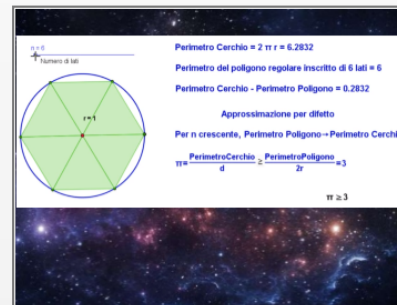 n = 6
Numero di lati
r = 1
Perimetro Cerchio = 2 π r = 6.2832
Perimetro del poligono regolare inscritto di 6 lati = 6
Perimetro Cerchio - Perimetro Poligono = 0.2832
Approssimazione per difetto
Per n crescente, Perimetro Poligono→Perimetro Cerchi
π= PerimetroCerchio/d ≥ PerimetroPoligono/2r =3
π ≥ 3